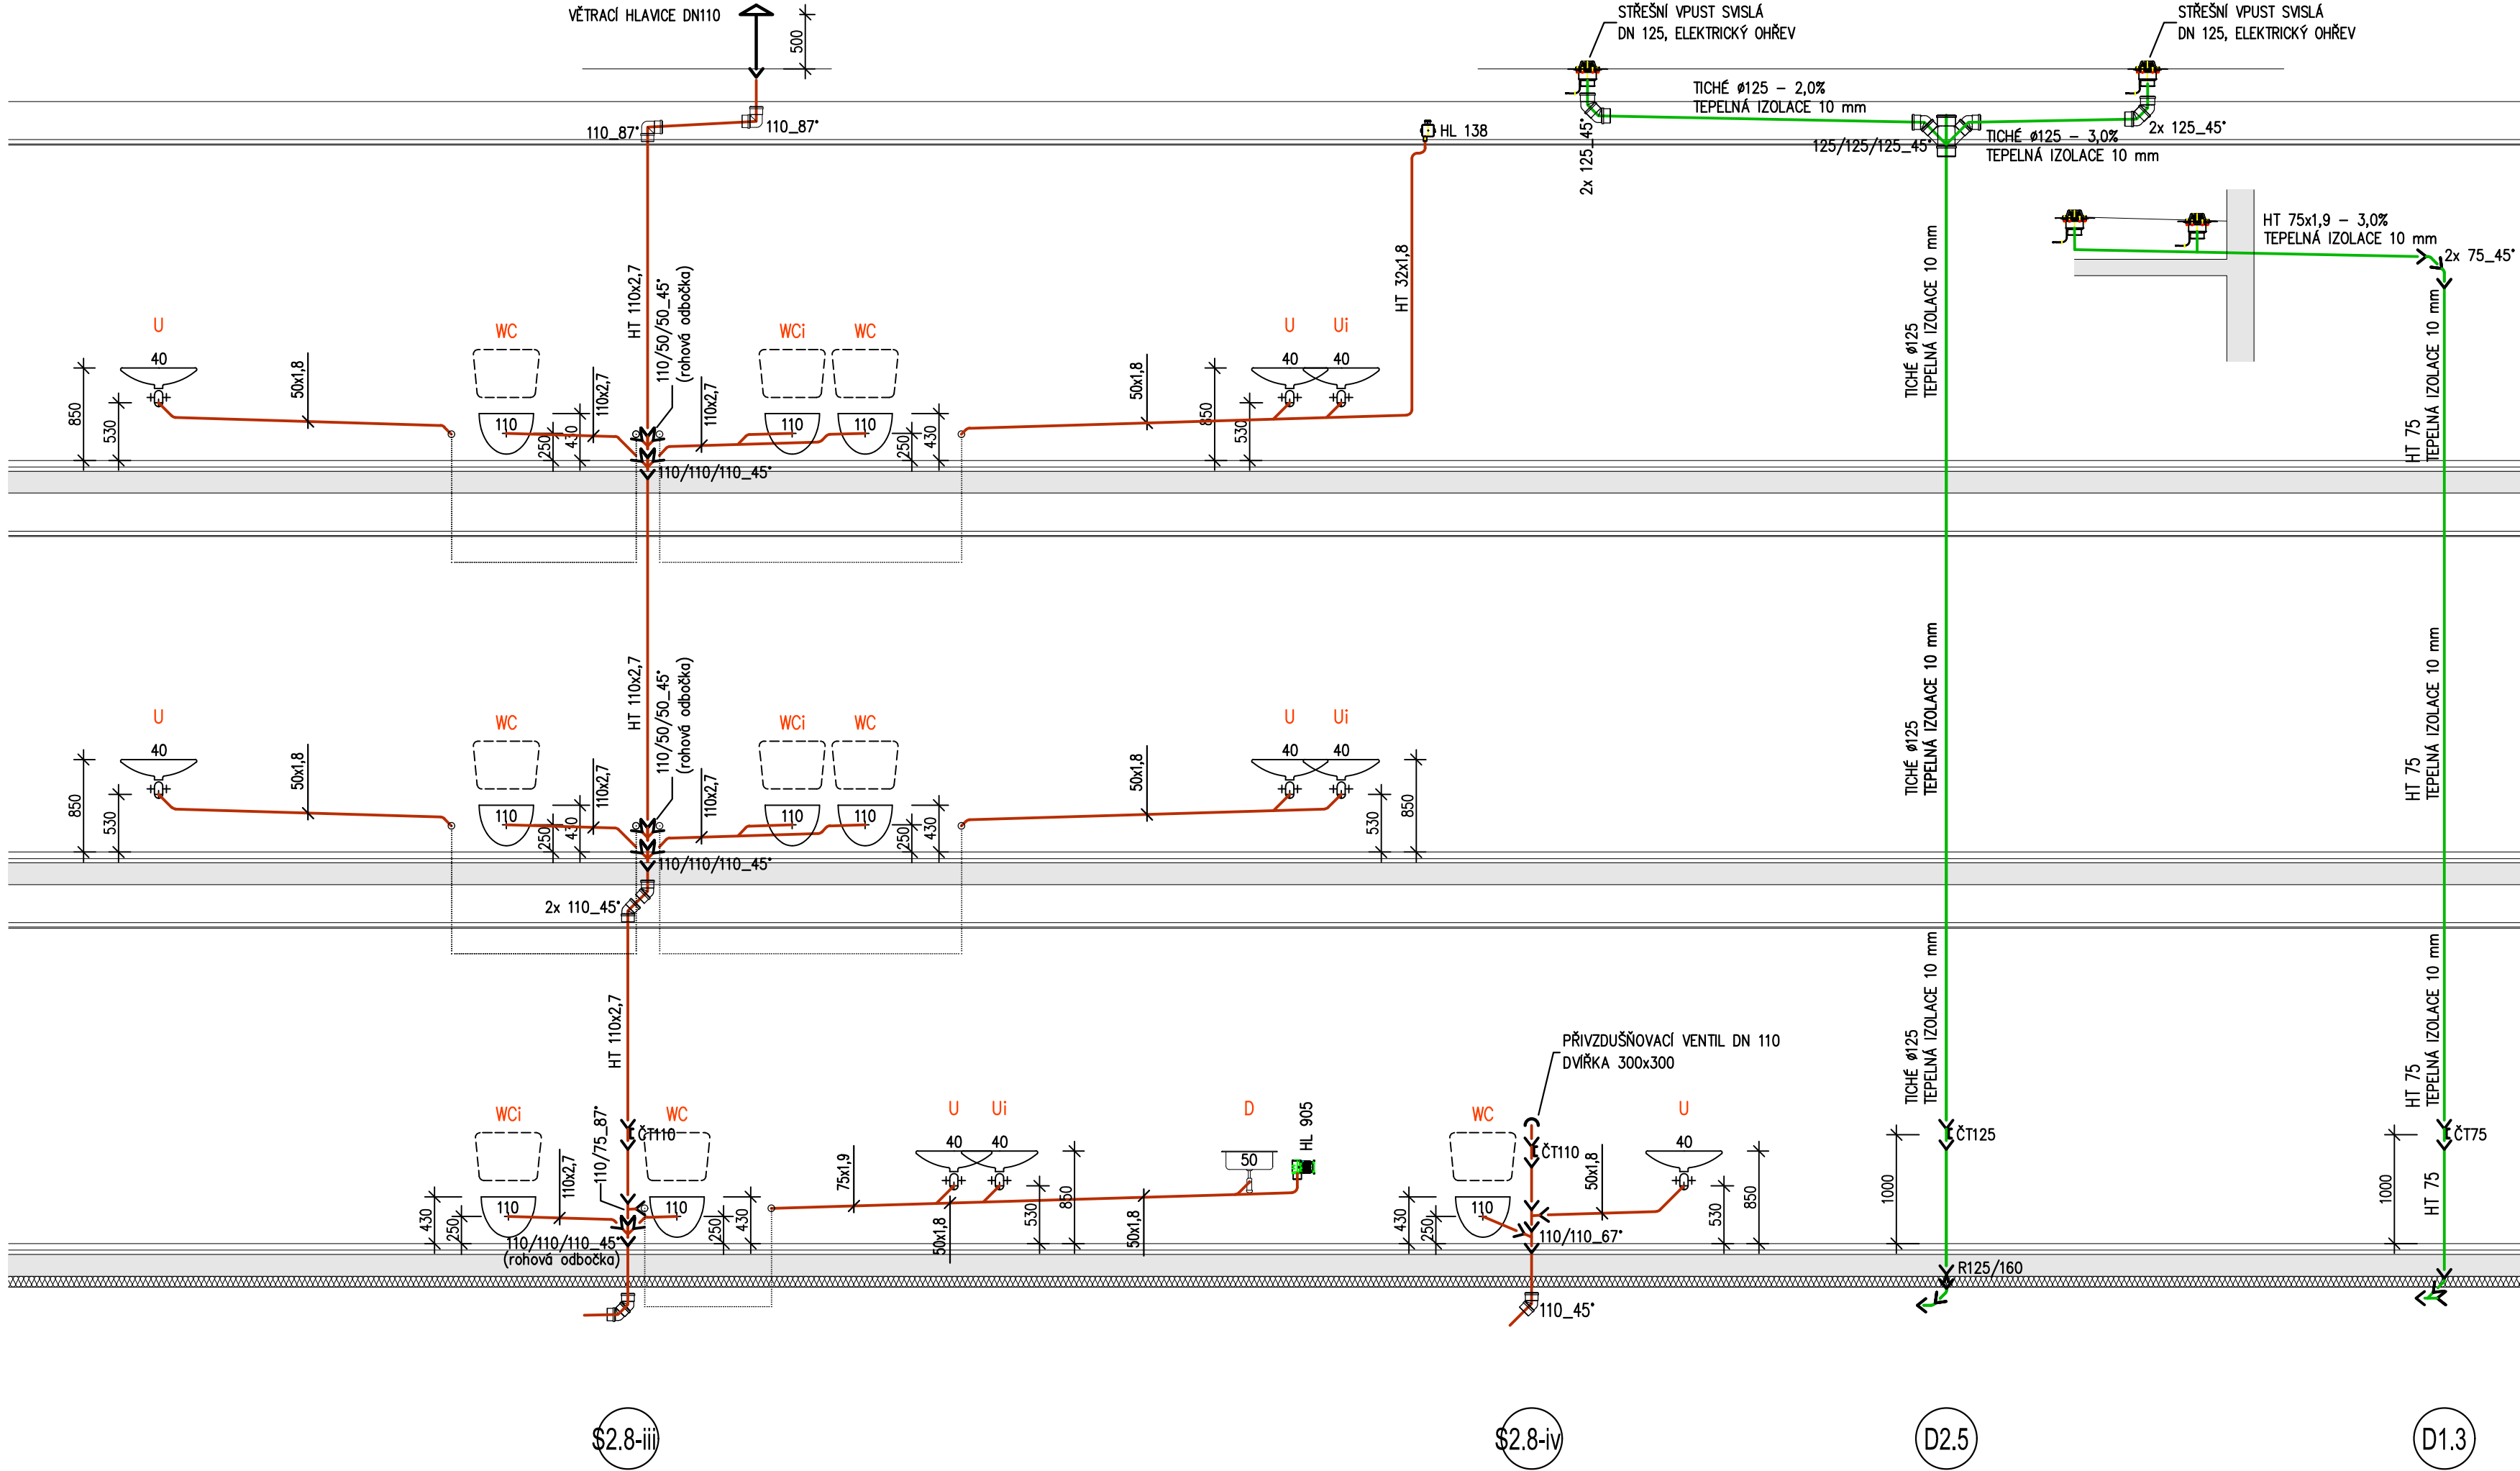 VĚTRACÍ HLAVICE DN110
500
STŘEŠNÍ VPUST SVISLÁ
DN 125, ELEKTRICKÝ OHŘEV
STŘEŠNÍ VPUST SVISLÁ
DN 125, ELEKTRICKÝ OHŘEV
TICHÉ ø125 – 2,0%
TEPELNÁ IZOLACE 10 mm
110_87°
110_87°
HL 138
2x 125_45°
125/125/125_45°
TICHÉ ø125 – 3,0%
TEPELNÁ IZOLACE 10 mm
2x 125_45°
HT 75x1,9 – 3,0%
TEPELNÁ IZOLACE 10 mm
2x 75_45°
HT 110x2,7
110/50/50_45°
(rohová odbočka)
HT 32x1,8
TICHÉ ø125
TEPELNÁ IZOLACE 10 mm
HT 75
TEPELNÁ IZOLACE 10 mm
U
40
850
530
50x1,8
WC
110
250
430
110x2,7
110x2,7
WCi
110
WC
110
250
430
50x1,8
U
40
Ui
40
850
530
110/110/110_45°
HT 110x2,7
110/50/50_45°
(rohová odbočka)
TICHÉ ø125
TEPELNÁ IZOLACE 10 mm
HT 75
TEPELNÁ IZOLACE 10 mm
U
40
850
530
50x1,8
WC
110
250
430
110x2,7
110x2,7
WCi
110
WC
110
250
430
50x1,8
U
40
Ui
40
530
850
110/110/110_45°
2x 110_45°
HT 110x2,7
PŘIVZDUŠŇOVACÍ VENTIL DN 110
DVÍŘKA 300x300
TICHÉ ø125
TEPELNÁ IZOLACE 10 mm
HT 75
TEPELNÁ IZOLACE 10 mm
WCi
110
430
250
110x2,7
110/75_87°
ČT110
WC
110
250
430
75x1,9
U
40
Ui
40
50x1,8
530
850
50x1,8
D
50
HL 905
WC
110
430
250
ČT110
50x1,8
U
40
530
850
1000
ČT125
1000
ČT75
HT 75
110/110/110_45°
(rohová odbočka)
110/110_67°
R125/160
110_45°
S2.8-iii
S2.8-iv
D2.5
D1.3